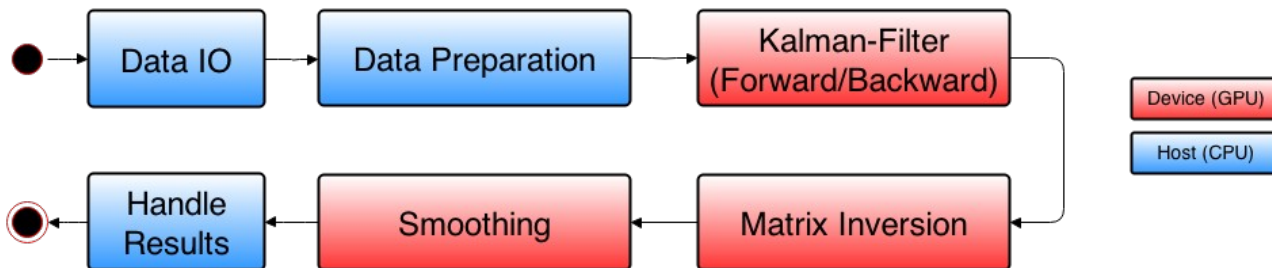 Data IO
Data Preparation
Kalman-Filter
(Forward/Backward)
Device (GPU)
Host (CPU)
Handle
Results
Smoothing
Matrix Inversion